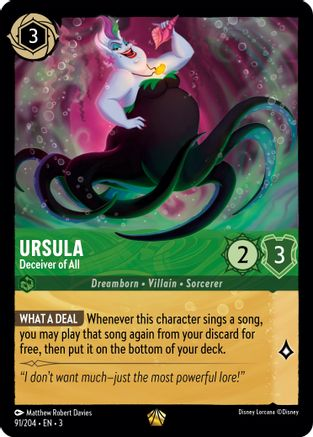 3
URSULA
Deceiver of All
2
3
Dreamborn • Villain • Sorcerer
WHAT A DEAL Whenever this character sings a song,
you may play that song again from your discard for
free, then put it on the bottom of your deck.
“I don’t want much—just the most powerful lore!”
Matthew Robert Davies
Disney Lorcana ©Disney
91/204 • EN • 3